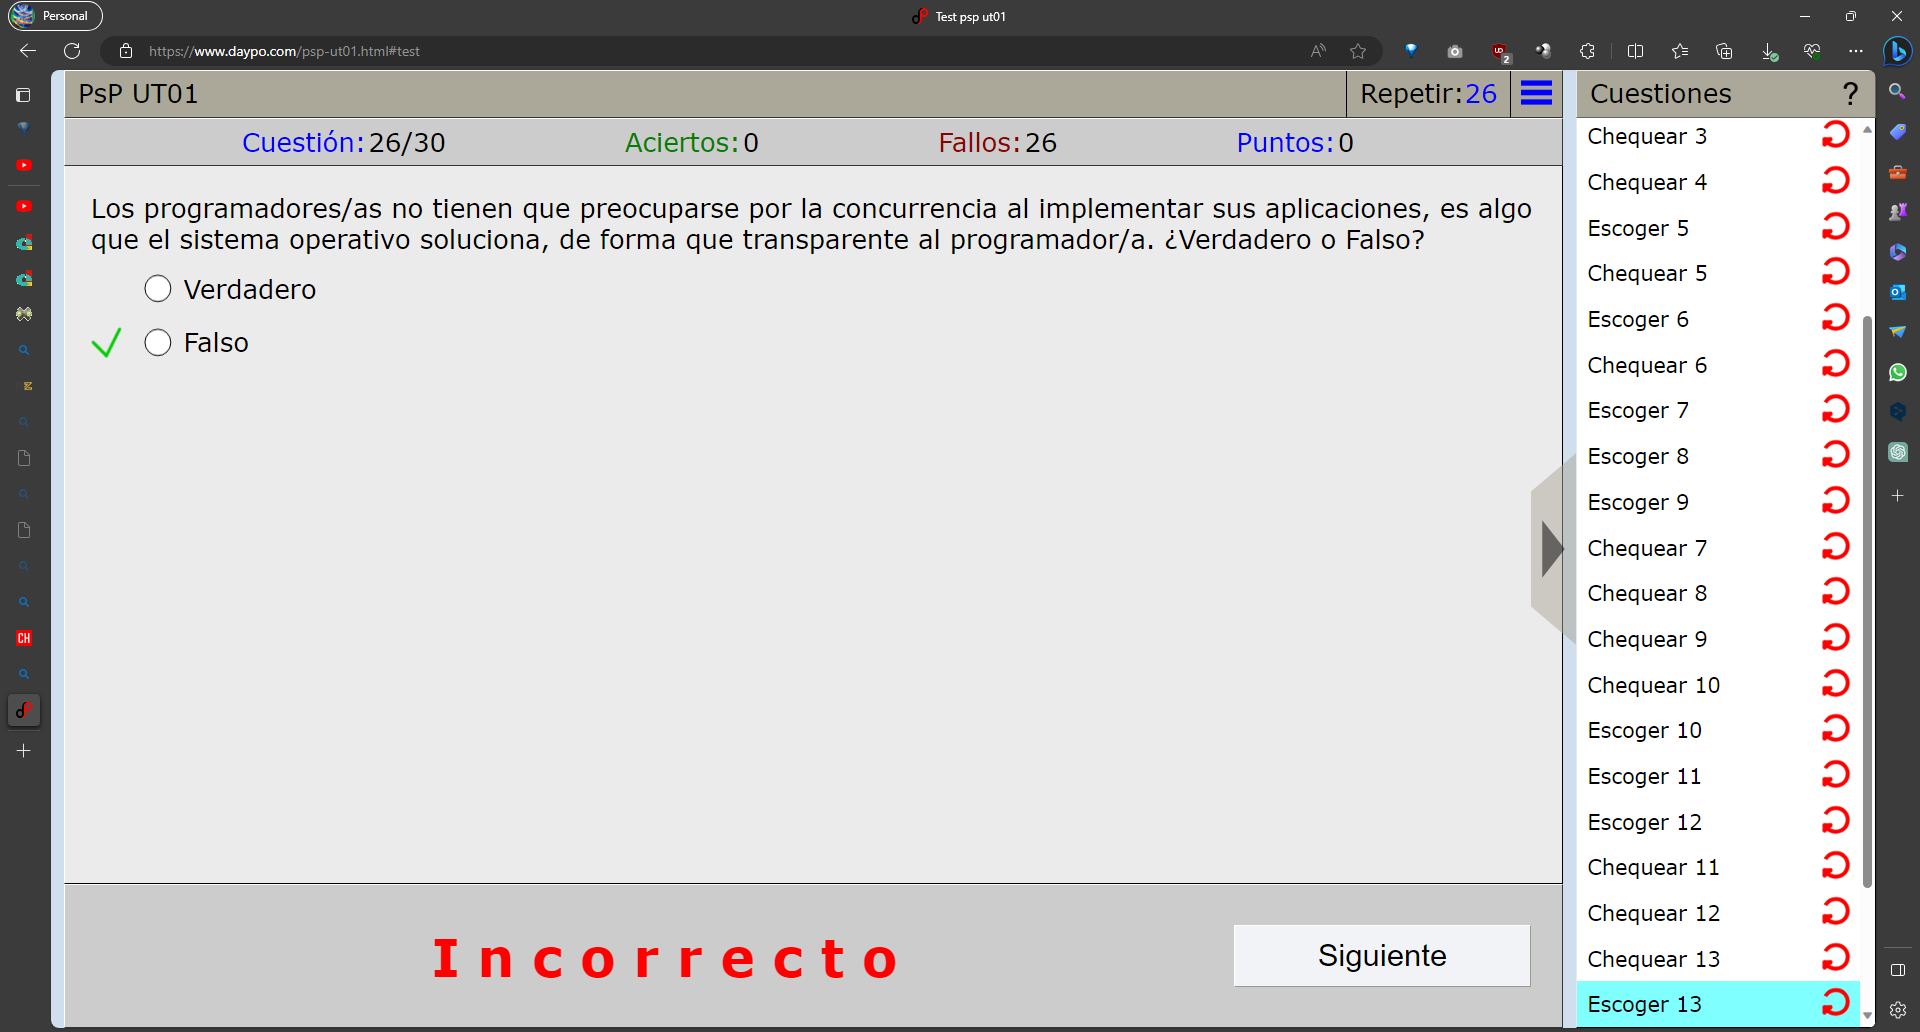 Personal
Test psp ut01
https://www.daypo.com/psp-ut01.html#test
2
PsP UT01
Repetir:26
Cuestiones
?
Cuestión:26/30
Aciertos:0
Fallos:26
Puntos:0
Los programadores/as no tienen que preocuparse por la concurrencia al implementar sus aplicaciones, es algo
que el sistema operativo soluciona, de forma que transparente al programador/a. ¿Verdadero o Falso?
Verdadero
Falso
Incorrecto
Siguiente
Chequear 3
Chequear 4
Escoger 5
Chequear 5
Escoger 6
Chequear 6
Escoger 7
Escoger 8
Escoger 9
Chequear 7
Chequear 8
Chequear 9
Chequear 10
Escoger 10
Escoger 11
Escoger 12
Chequear 11
Chequear 12
Chequear 13
Escoger 13
CH